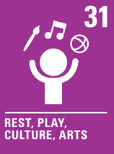 31
REST, PLAY,
CULTURE, ARTS